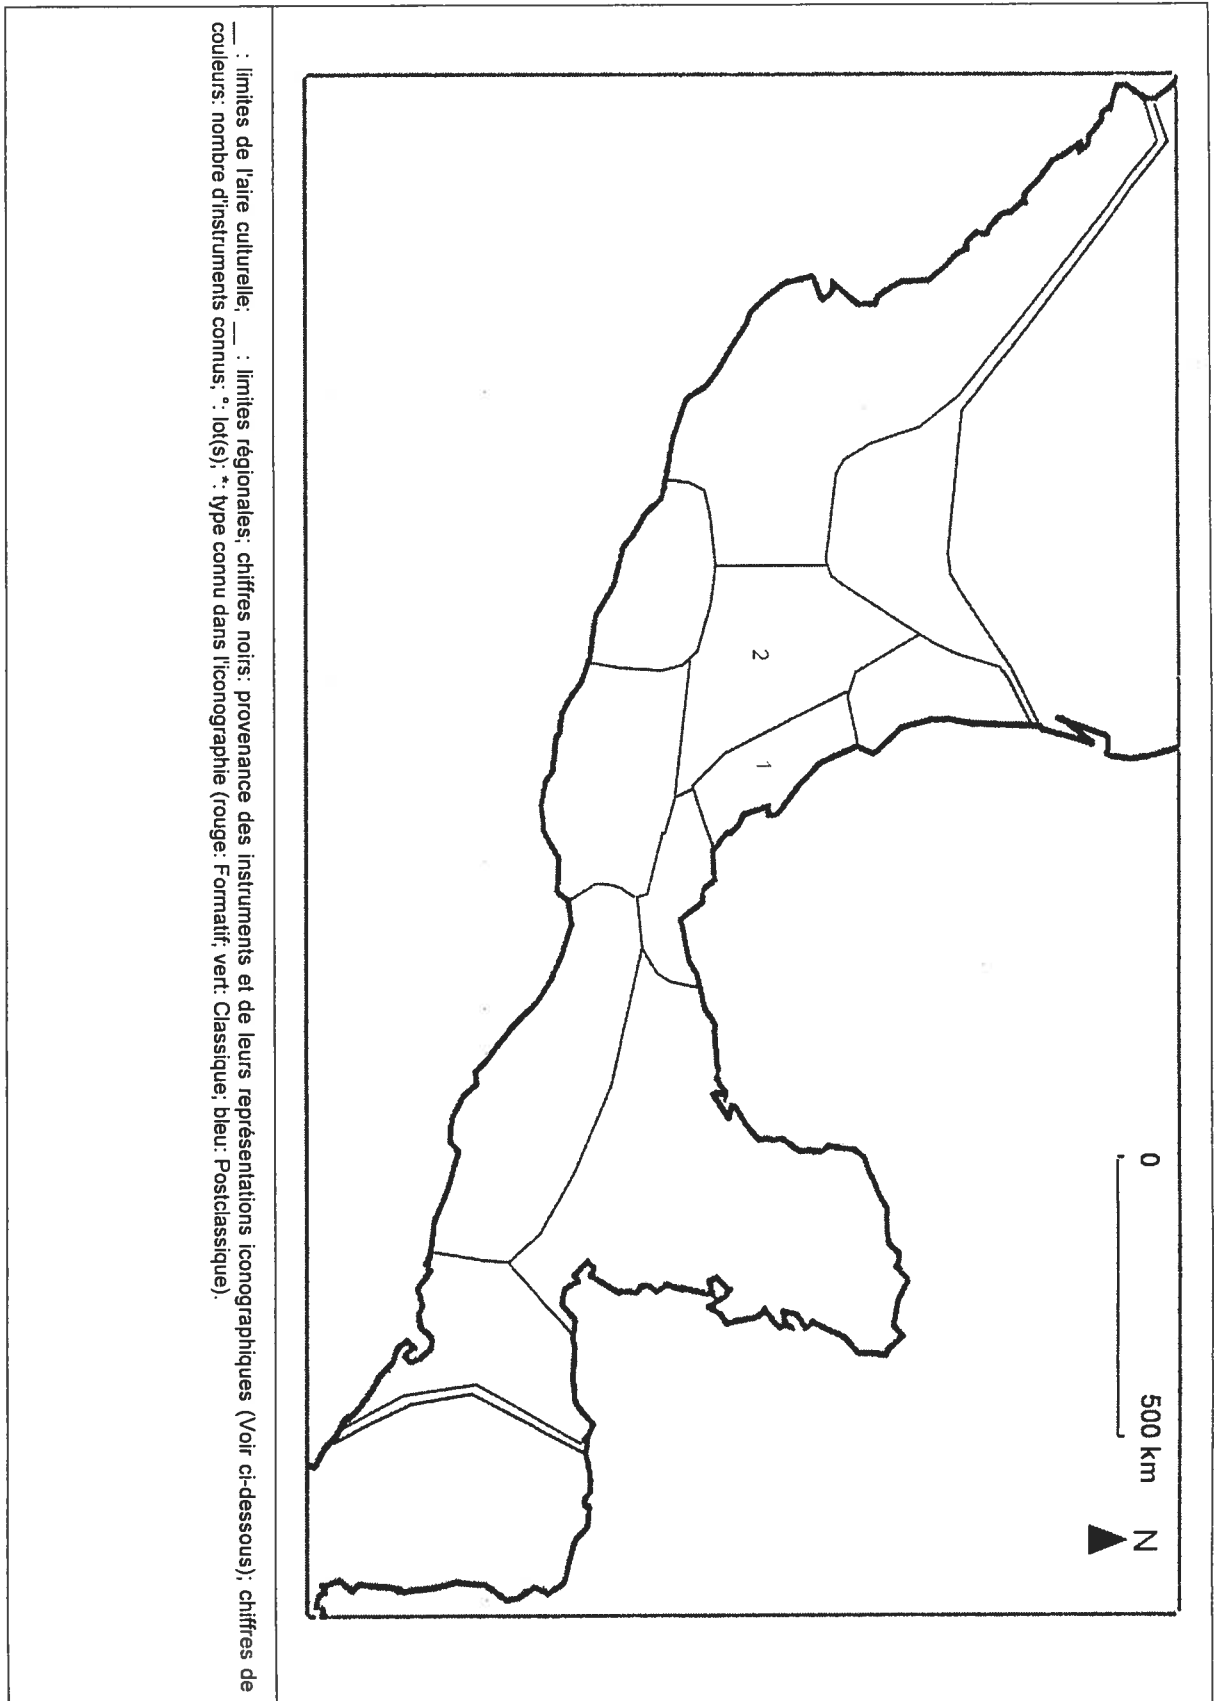 0
500 km
N
1
2
__ : limites de l'aire culturelle; __ : limites régionales; chiffres noirs: provenance des instruments et de leurs représentations iconographiques (Voir ci-dessous); chiffres de
couleurs: nombre d'instruments connus; °: lot(s); *: type connu dans l'iconographie (rouge: Formatif; vert: Classique; bleu: Postclassique).